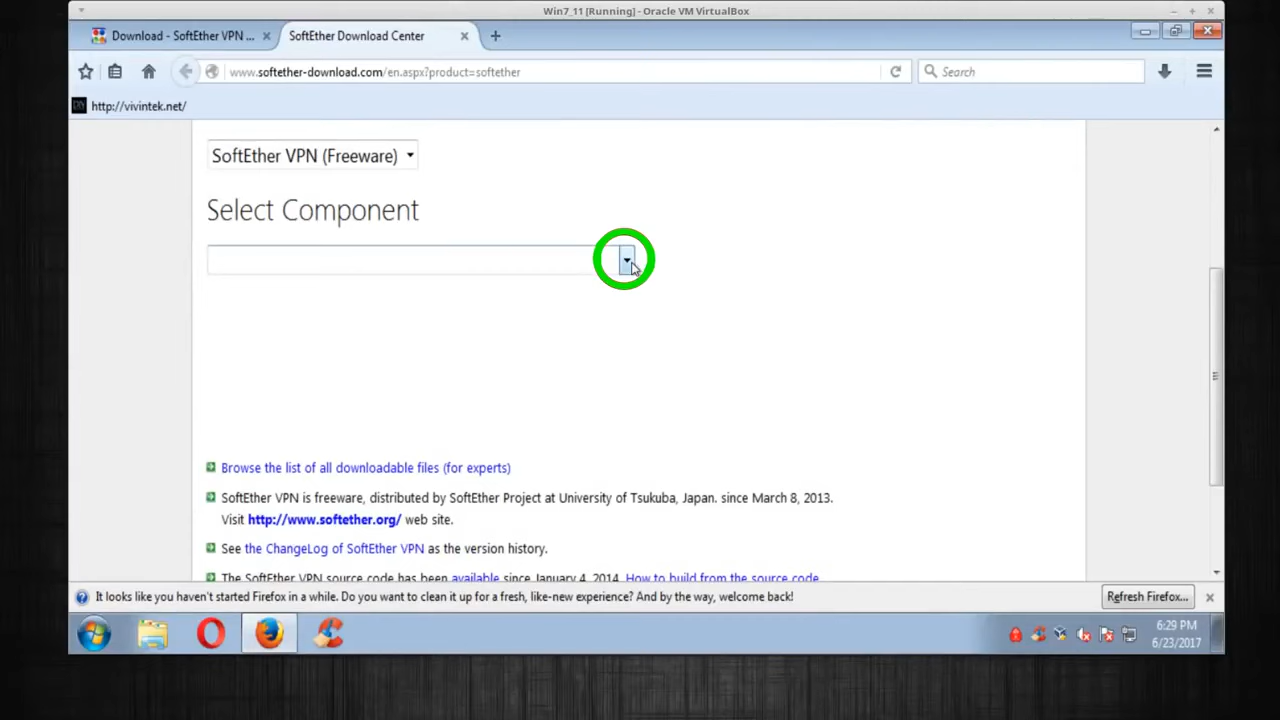 Win7_11 [Running] - Oracle VM VirtualBox
Download - SoftEther VPN ...
SoftEther Download Center
www.softether-download.com/en.aspx?product=softether
Search
http://vivintek.net/
SoftEther VPN (Freeware)
Select Component
Browse the list of all downloadable files (for experts)
SoftEther VPN is freeware, distributed by SoftEther Project at University of Tsukuba, Japan. since March 8, 2013.
Visit http://www.softether.org/ web site.
See the ChangeLog of SoftEther VPN as the version history.
The SoftEther VPN source code has been available since January 4, 2014. How to build from the source code
It looks like you haven't started Firefox in a while. Do you want to clean it up for a fresh, like-new experience? And by the way, welcome back!
Refresh Firefox...
6:29 PM
6/23/2017